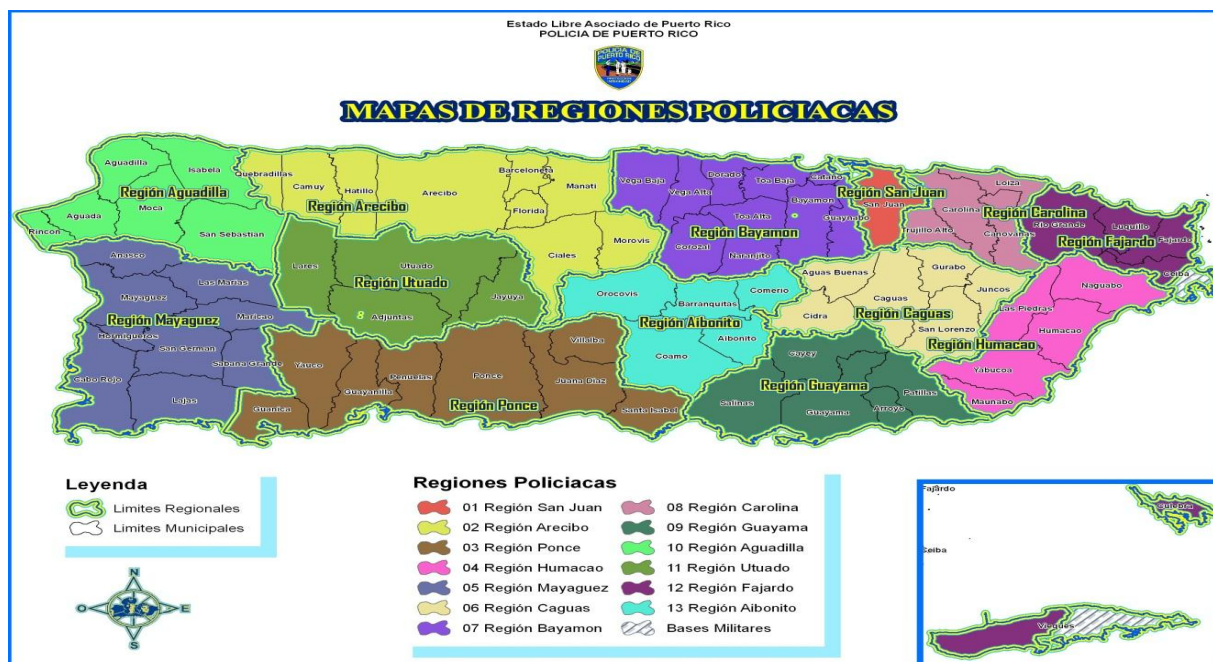 Estado Libre Asociado de Puerto Rico
POLICIA DE PUERTO RICO
POLICIA DE
PUERTO RICO
MAPAS DE REGIONES POLICIACAS
Aguadilla
Isabela
Región Aguadilla
Moca
Aguada
Rincon
San Sebastian
Quebradillas
Camuy
Hatillo
Arecibo
Barceloneta
Manati
Región Arecibo
Florida
Morovis
Ciales
Vega Baja
Vega Alta
Dorado
Toa Baja
Cataño
Bayamon
Toa Alta
Guaynabo
Región Bayamon
Corozal
Naranjito
Región San Juan
San Juan
Loiza
Carolina
Región Carolina
Trujillo Alto
Canovana
Rio Grande
Luquillo
Región Fajardo
Fajardo
Ceiba
Anasco
Las Marias
Mayaguez
Maricao
Región Mayaguez
Hormigueros
San German
Sabana Grande
Cabo Rojo
Lajas
Lares
Utuado
Región Utuado
Jayuya
Adjuntas
Orocovis
Barranquitas
Comerio
Región Aibonito
Aibonito
Coamo
Aguas Buenas
Gurabo
Juncos
Caguas
Región Caguas
Cidra
San Lorenzo
Naguabo
Las Piedras
Humacao
Región Humacao
Yabucoa
Maunabo
Yauco
Guayanilla
Penuelas
Ponce
Villalba
Juana Diaz
Región Ponce
Guanica
Santa Isabel
Cayey
Región Guayama
Salinas
Guayama
Arroyo
Patillas
Leyenda
Limites Regionales
Limites Municipales
N
O
E
S
Regiones Policiacas
01 Región San Juan
02 Región Arecibo
03 Región Ponce
04 Región Humacao
05 Región Mayaguez
06 Región Caguas
07 Región Bayamon
08 Región Carolina
09 Región Guayama
10 Región Aguadilla
11 Región Utuado
12 Región Fajardo
13 Región Aibonito
Bases Militares
Fajardo
Culebra
Ceiba
Vieques